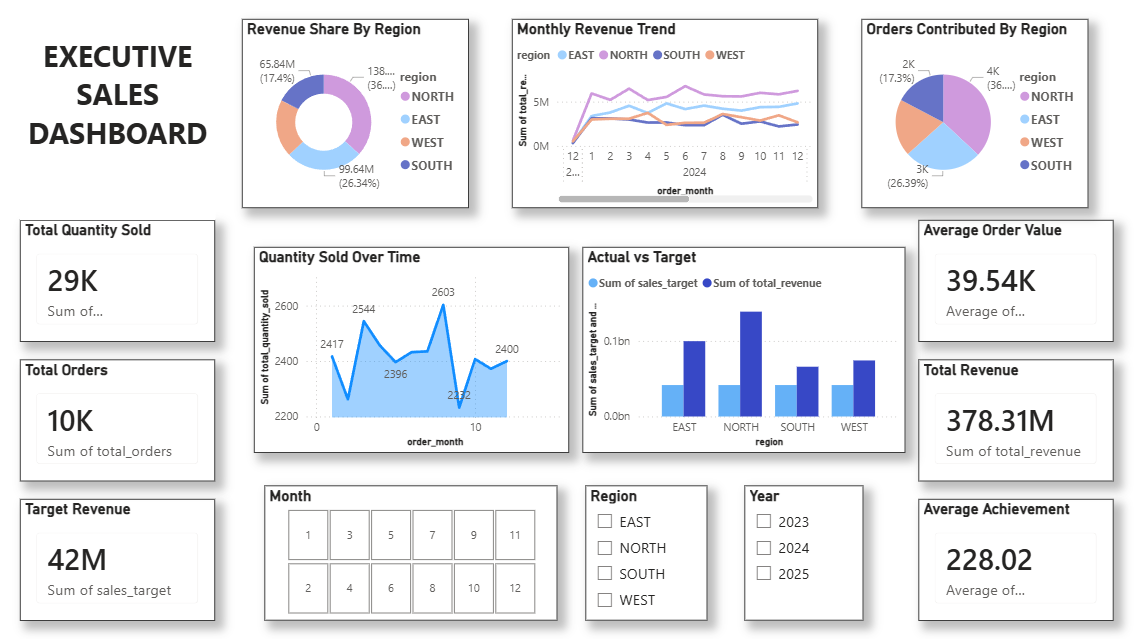 EXECUTIVE
SALES
DASHBOARD
Revenue Share By Region
65.84M
(17.4%)
138....
(36....)
99.64M
(26.34%)
region
NORTH
EAST
WEST
SOUTH
Monthly Revenue Trend
region EAST NORTH SOUTH WEST
Sum of total_re...
5M
0M
12 1 2 3 4 5 6 7 8 9 10 11 12
2... 2024
order_month
Orders Contributed By Region
2K
(17.3%)
4K
(36....)
3K
(26.39%)
region
NORTH
EAST
WEST
SOUTH
Total Quantity Sold
29K
Sum of...
Total Orders
10K
Sum of total_orders
Target Revenue
42M
Sum of sales_target
Quantity Sold Over Time
Sum of total_quantity_sold
2600
2400
2200
2417
2544
2396
2603
2232
2400
0 10
order_month
Actual vs Target
Sum of sales_target Sum of total_revenue
Sum of sales_target and ...
0.1bn
0.0bn
EAST NORTH SOUTH WEST
region
Average Order Value
39.54K
Average of...
Total Revenue
378.31M
Sum of total_revenue
Average Achievement
228.02
Average of...
Month
1 3 5 7 9 11
2 4 6 8 10 12
Region
EAST
NORTH
SOUTH
WEST
Year
2023
2024
2025